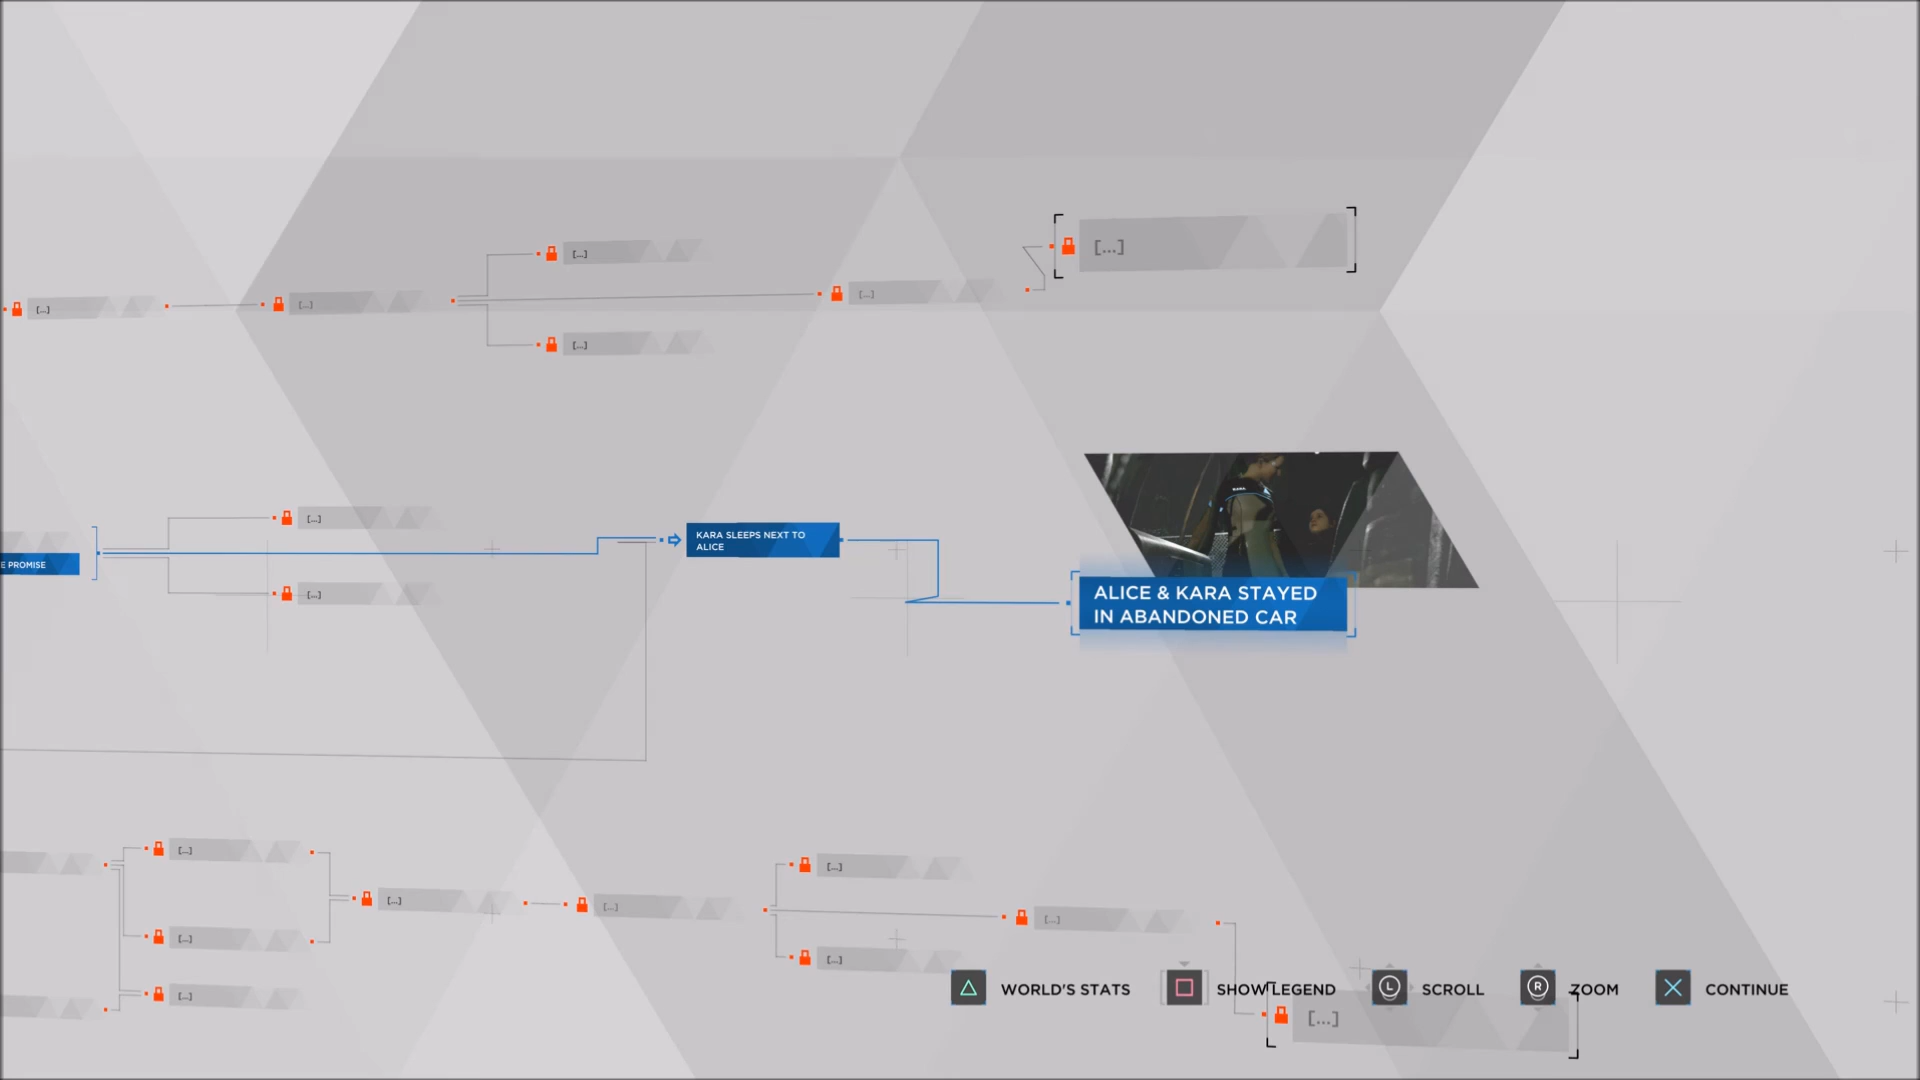 [...]
[...]
[...]
[...]
[...]
[...]
[...]
[...]
E PROMISE
KARA SLEEPS NEXT TO
ALICE
KARA
ALICE & KARA STAYED
IN ABANDONED CAR
[...]
[...]
[...]
[...]
[...]
[...]
[...]
[...]
[...]
WORLD'S STATS
SHOW LEGEND
L
SCROLL
R
ZOOM
CONTINUE